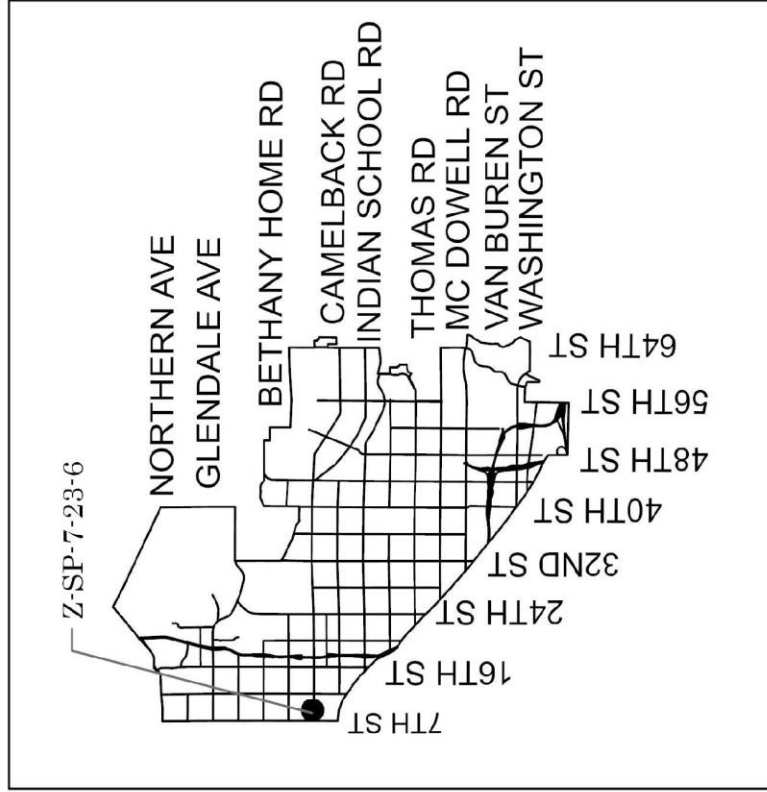 Z-SP-7-23-6
NORTHERN AVE
GLENDALE AVE
BETHANY HOME RD
CAMELBACK RD
INDIAN SCHOOL RD
THOMAS RD
MC DOWELL RD
VAN BUREN ST
WASHINGTON ST
7TH ST
16TH ST
24TH ST
32ND ST
40TH ST
48TH ST
56TH ST
64TH ST